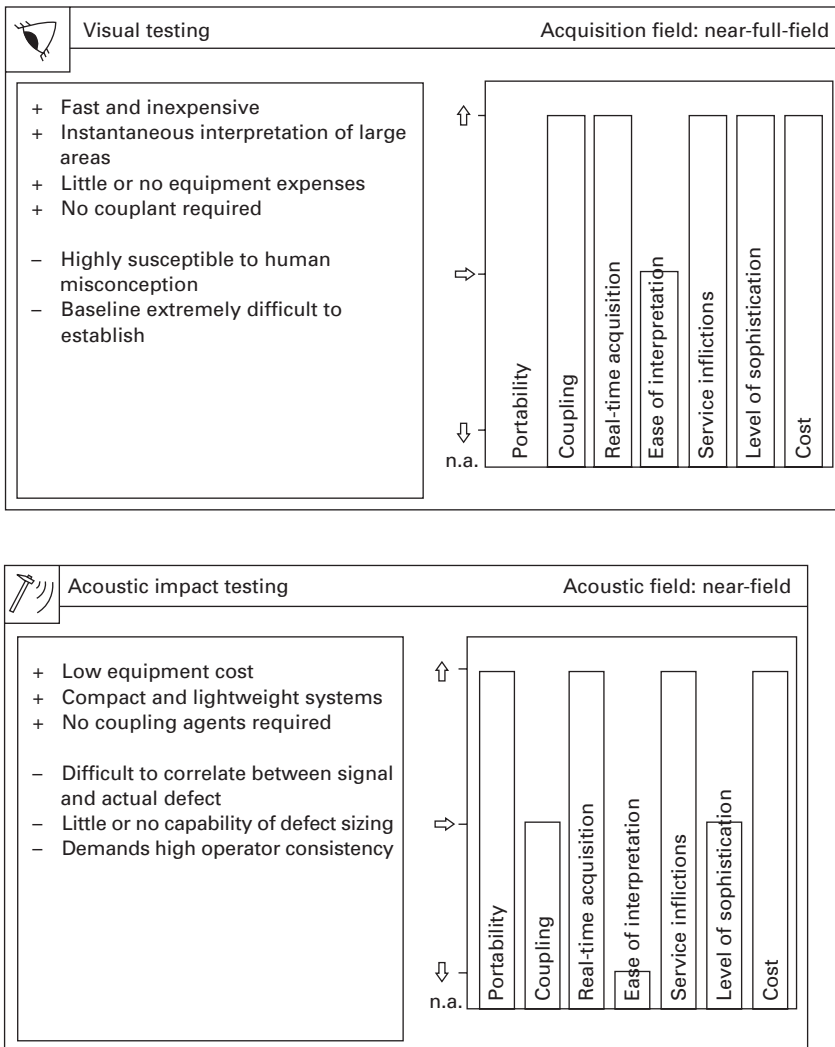 Visual testing
Acquisition field: near-full-field
+ Fast and inexpensive
+ Instantaneous interpretation of large
areas
+ Little or no equipment expenses
+ No couplant required
– Highly susceptible to human
misconception
– Baseline extremely difficult to
establish
n.a.
Portability
Coupling
Real-time acquisition
Ease of interpretation
Service inflictions
Level of sophistication
Cost
Acoustic impact testing
Acoustic field: near-field
+ Low equipment cost
+ Compact and lightweight systems
+ No coupling agents required
– Difficult to correlate between signal
and actual defect
– Little or no capability of defect sizing
– Demands high operator consistency
n.a.
Portability
Coupling
Real-time acquisition
Ease of interpretation
Service inflictions
Level of sophistication
Cost